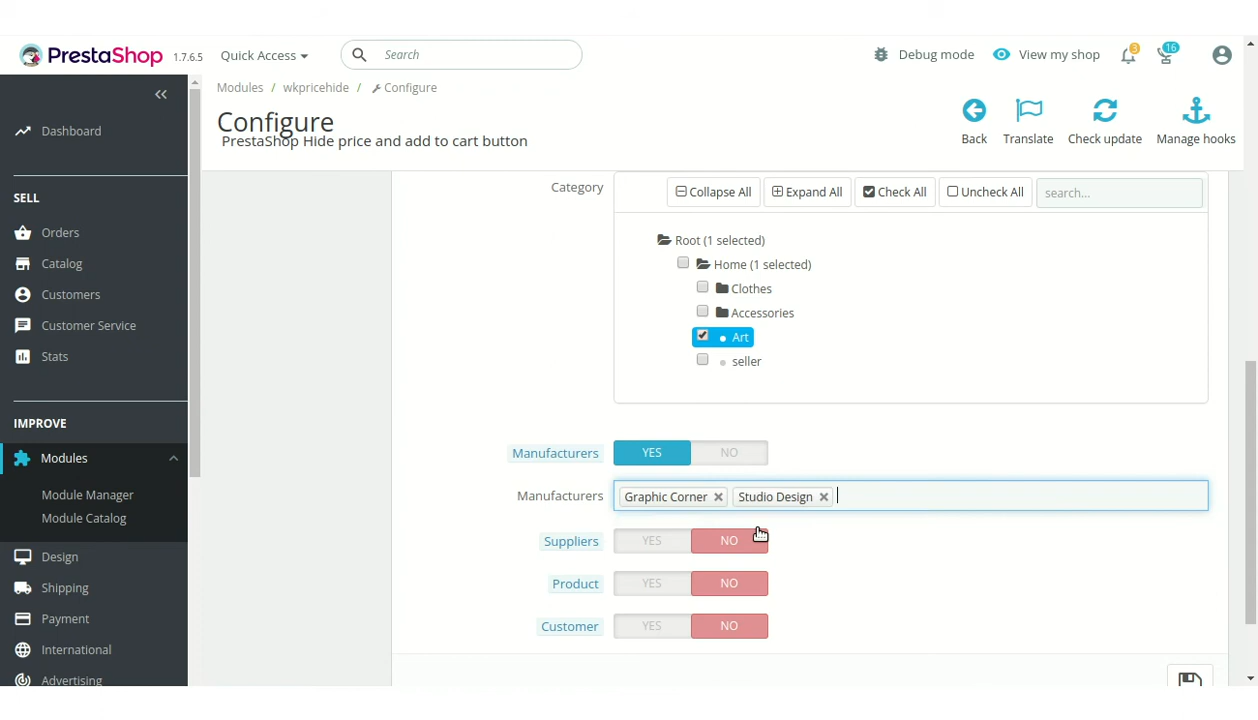 PrestaShop 1.7.6.5 Quick Access Search Debug mode View my shop 3 16
Modules / wkpricehide / Configure
Configure
PrestaShop Hide price and add to cart button
Back Translate Check update Manage hooks
Dashboard
SELL
Orders
Catalog
Customers
Customer Service
Stats
IMPROVE
Modules
Module Manager
Module Catalog
Design
Shipping
Payment
International
Advertising
Category Collapse All Expand All Check All Uncheck All search...
Root (1 selected)
Home (1 selected)
Clothes
Accessories
Art
seller
Manufacturers YES NO
Manufacturers Graphic Corner Studio Design
Suppliers YES NO
Product YES NO
Customer YES NO